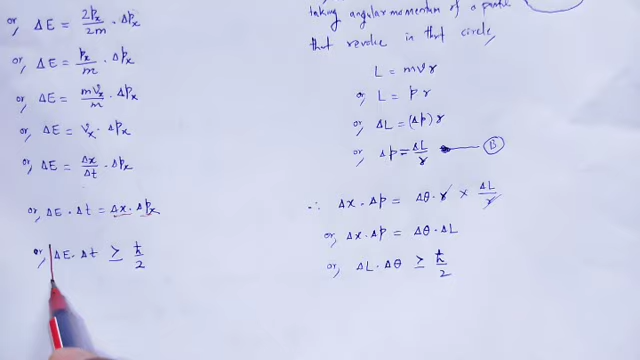 or, ΔE = 2pₓ/2m · Δpₓ
or, ΔE = pₓ/m · Δpₓ
or, ΔE = mvₓ/m · Δpₓ
or, ΔE = vₓ · Δpₓ
or, ΔE = Δx/Δt · Δpₓ
or, ΔE · Δt = Δx · Δpₓ
or, ΔE · Δt ≥ ħ/2
taking angular momentum of a
that revolve in that circle,
L = mvr
or, L = pr
or, ΔL = (Δp)r
or, Δp = ΔL/r — B
∴ Δx · Δp = Δθ · r × ΔL/r
or, Δx · Δp = Δθ · ΔL
or, ΔL · Δθ ≥ ħ/2